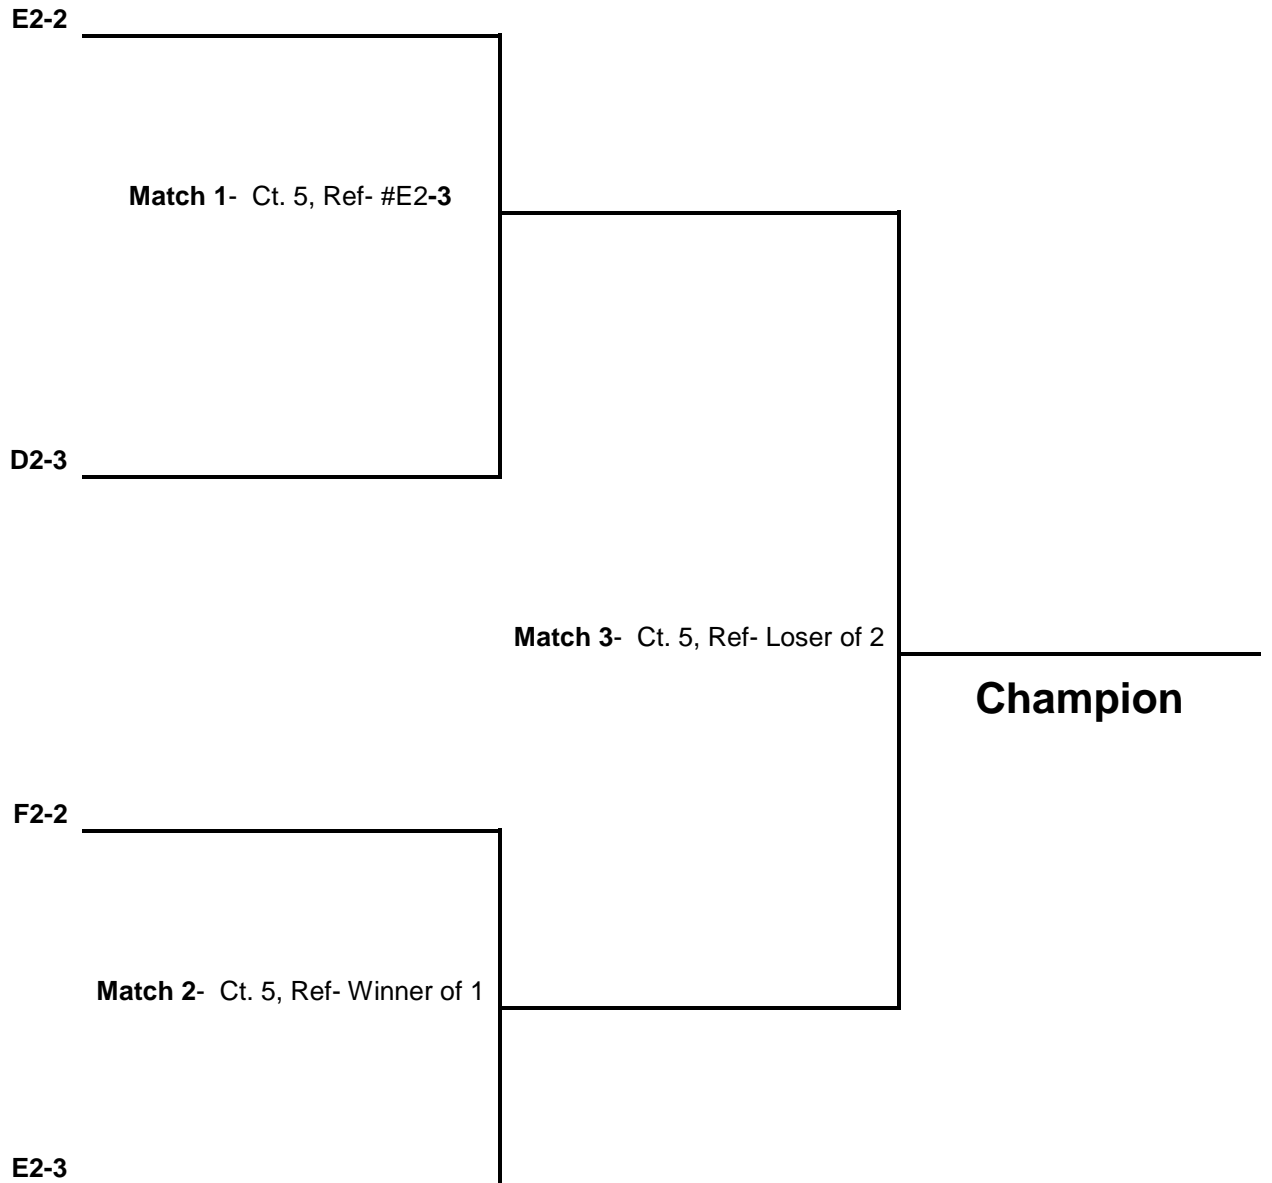 E2-2
Match 1-  Ct. 5, Ref- #E2-3
D2-3
Match 3-  Ct. 5, Ref- Loser of 2
Champion
F2-2
Match 2-  Ct. 5, Ref- Winner of 1
E2-3